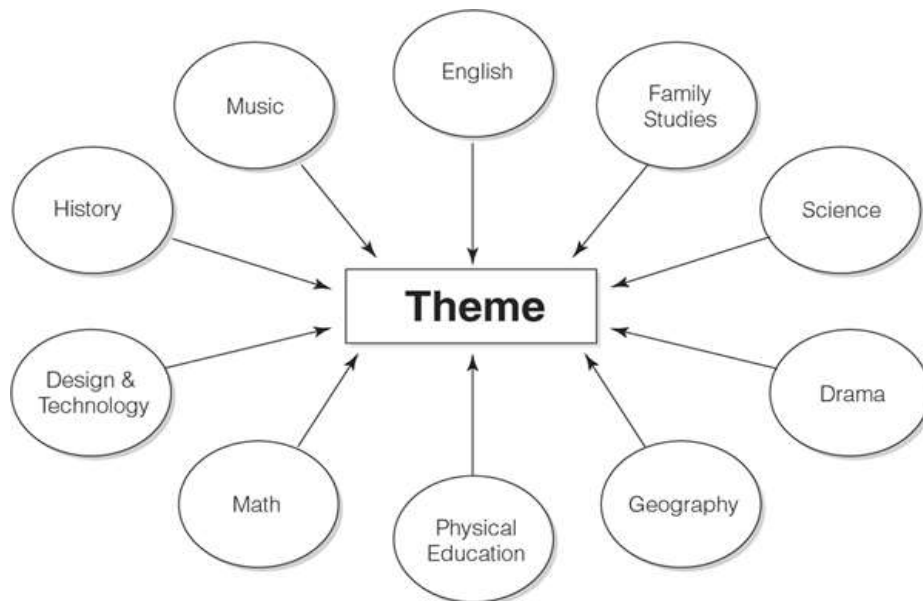 English
Music
Family
Studies
History
Science
Theme
Design &
Technology
Drama
Math
Geography
Physical
Education